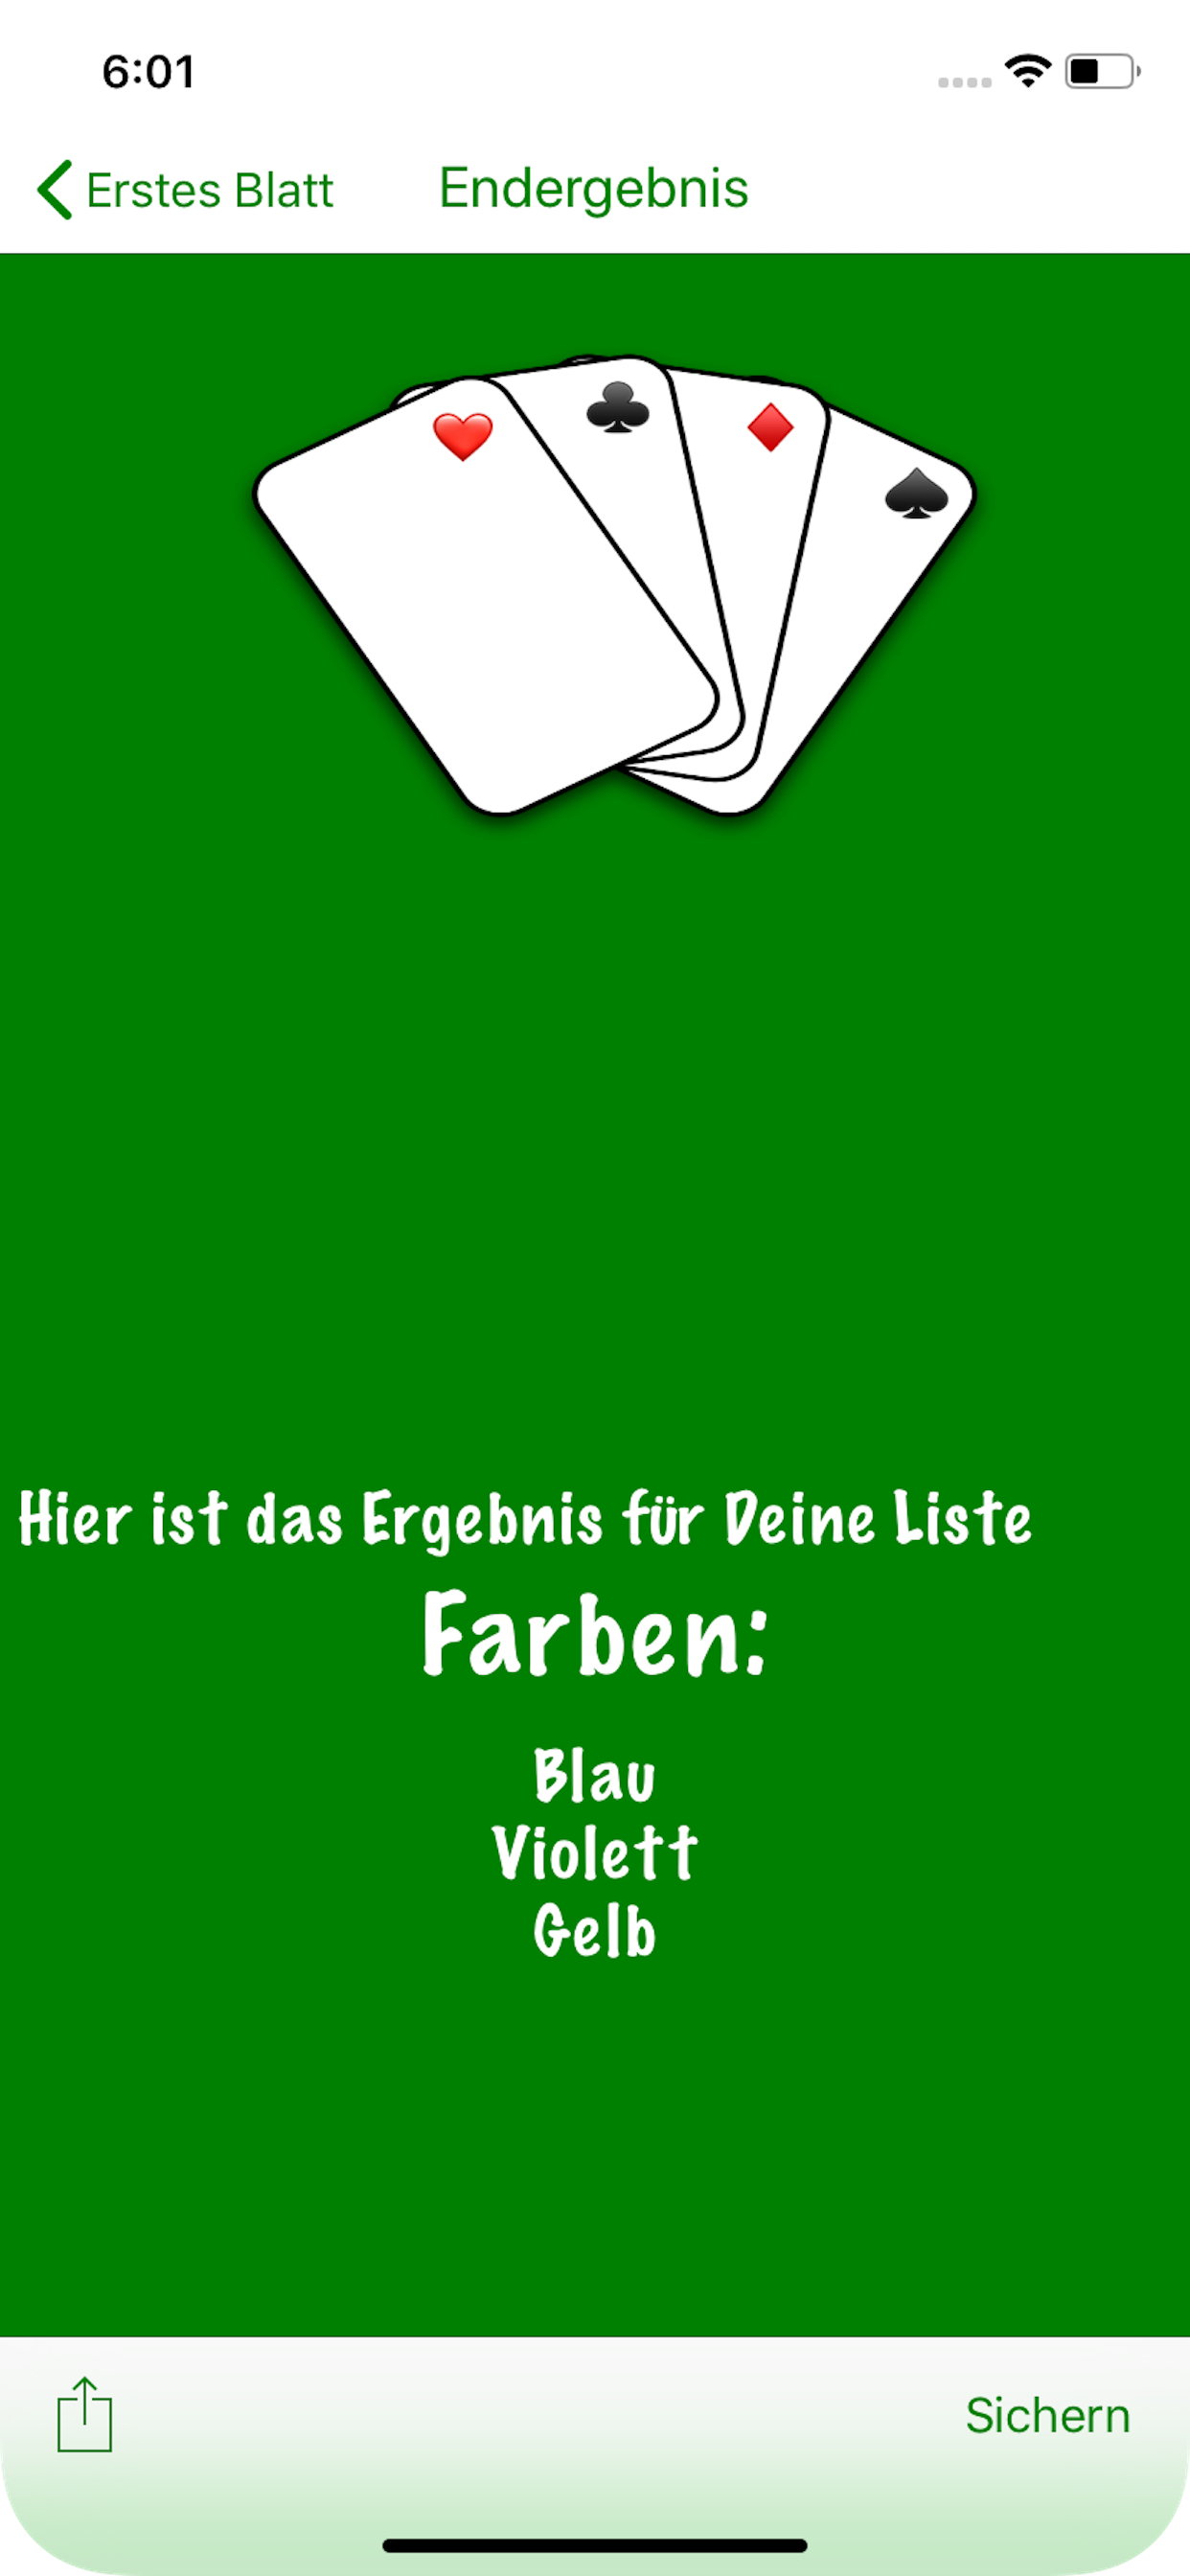 6:01
Erstes Blatt
Endergebnis
Hier ist das Ergebnis für Deine Liste
Farben:
Blau
Violett
Gelb
Sichern